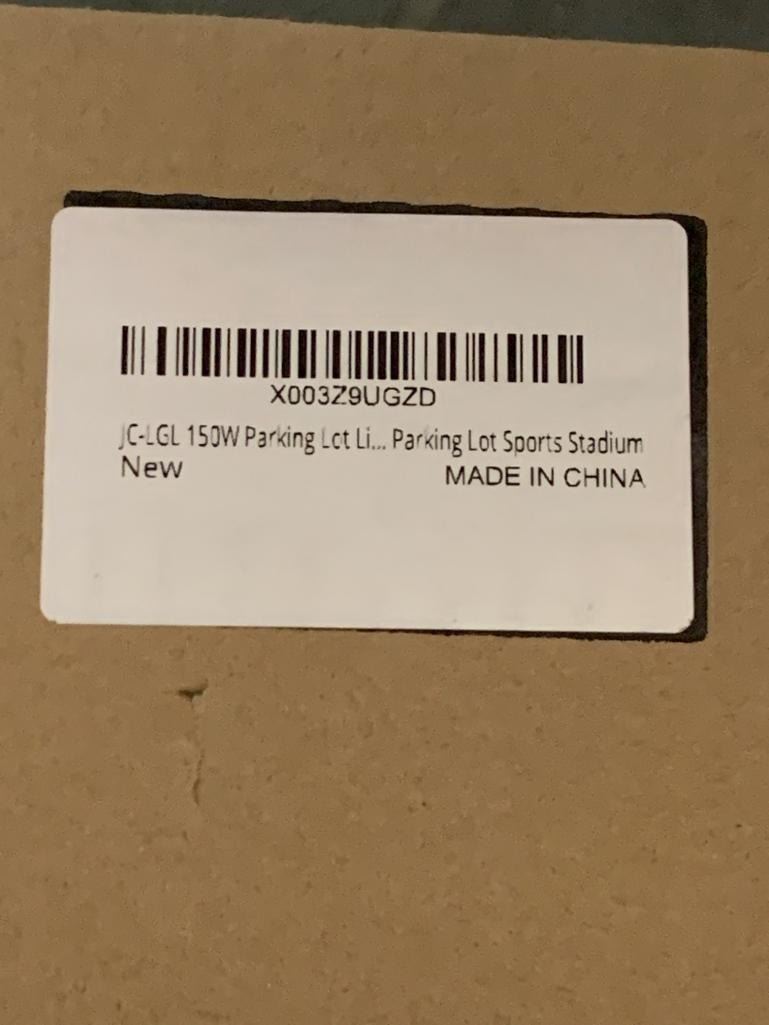 X003Z9UGZD
JC-LGL 150W Parking Lot Li... Parking Lot Sports Stadium
New MADE IN CHINA